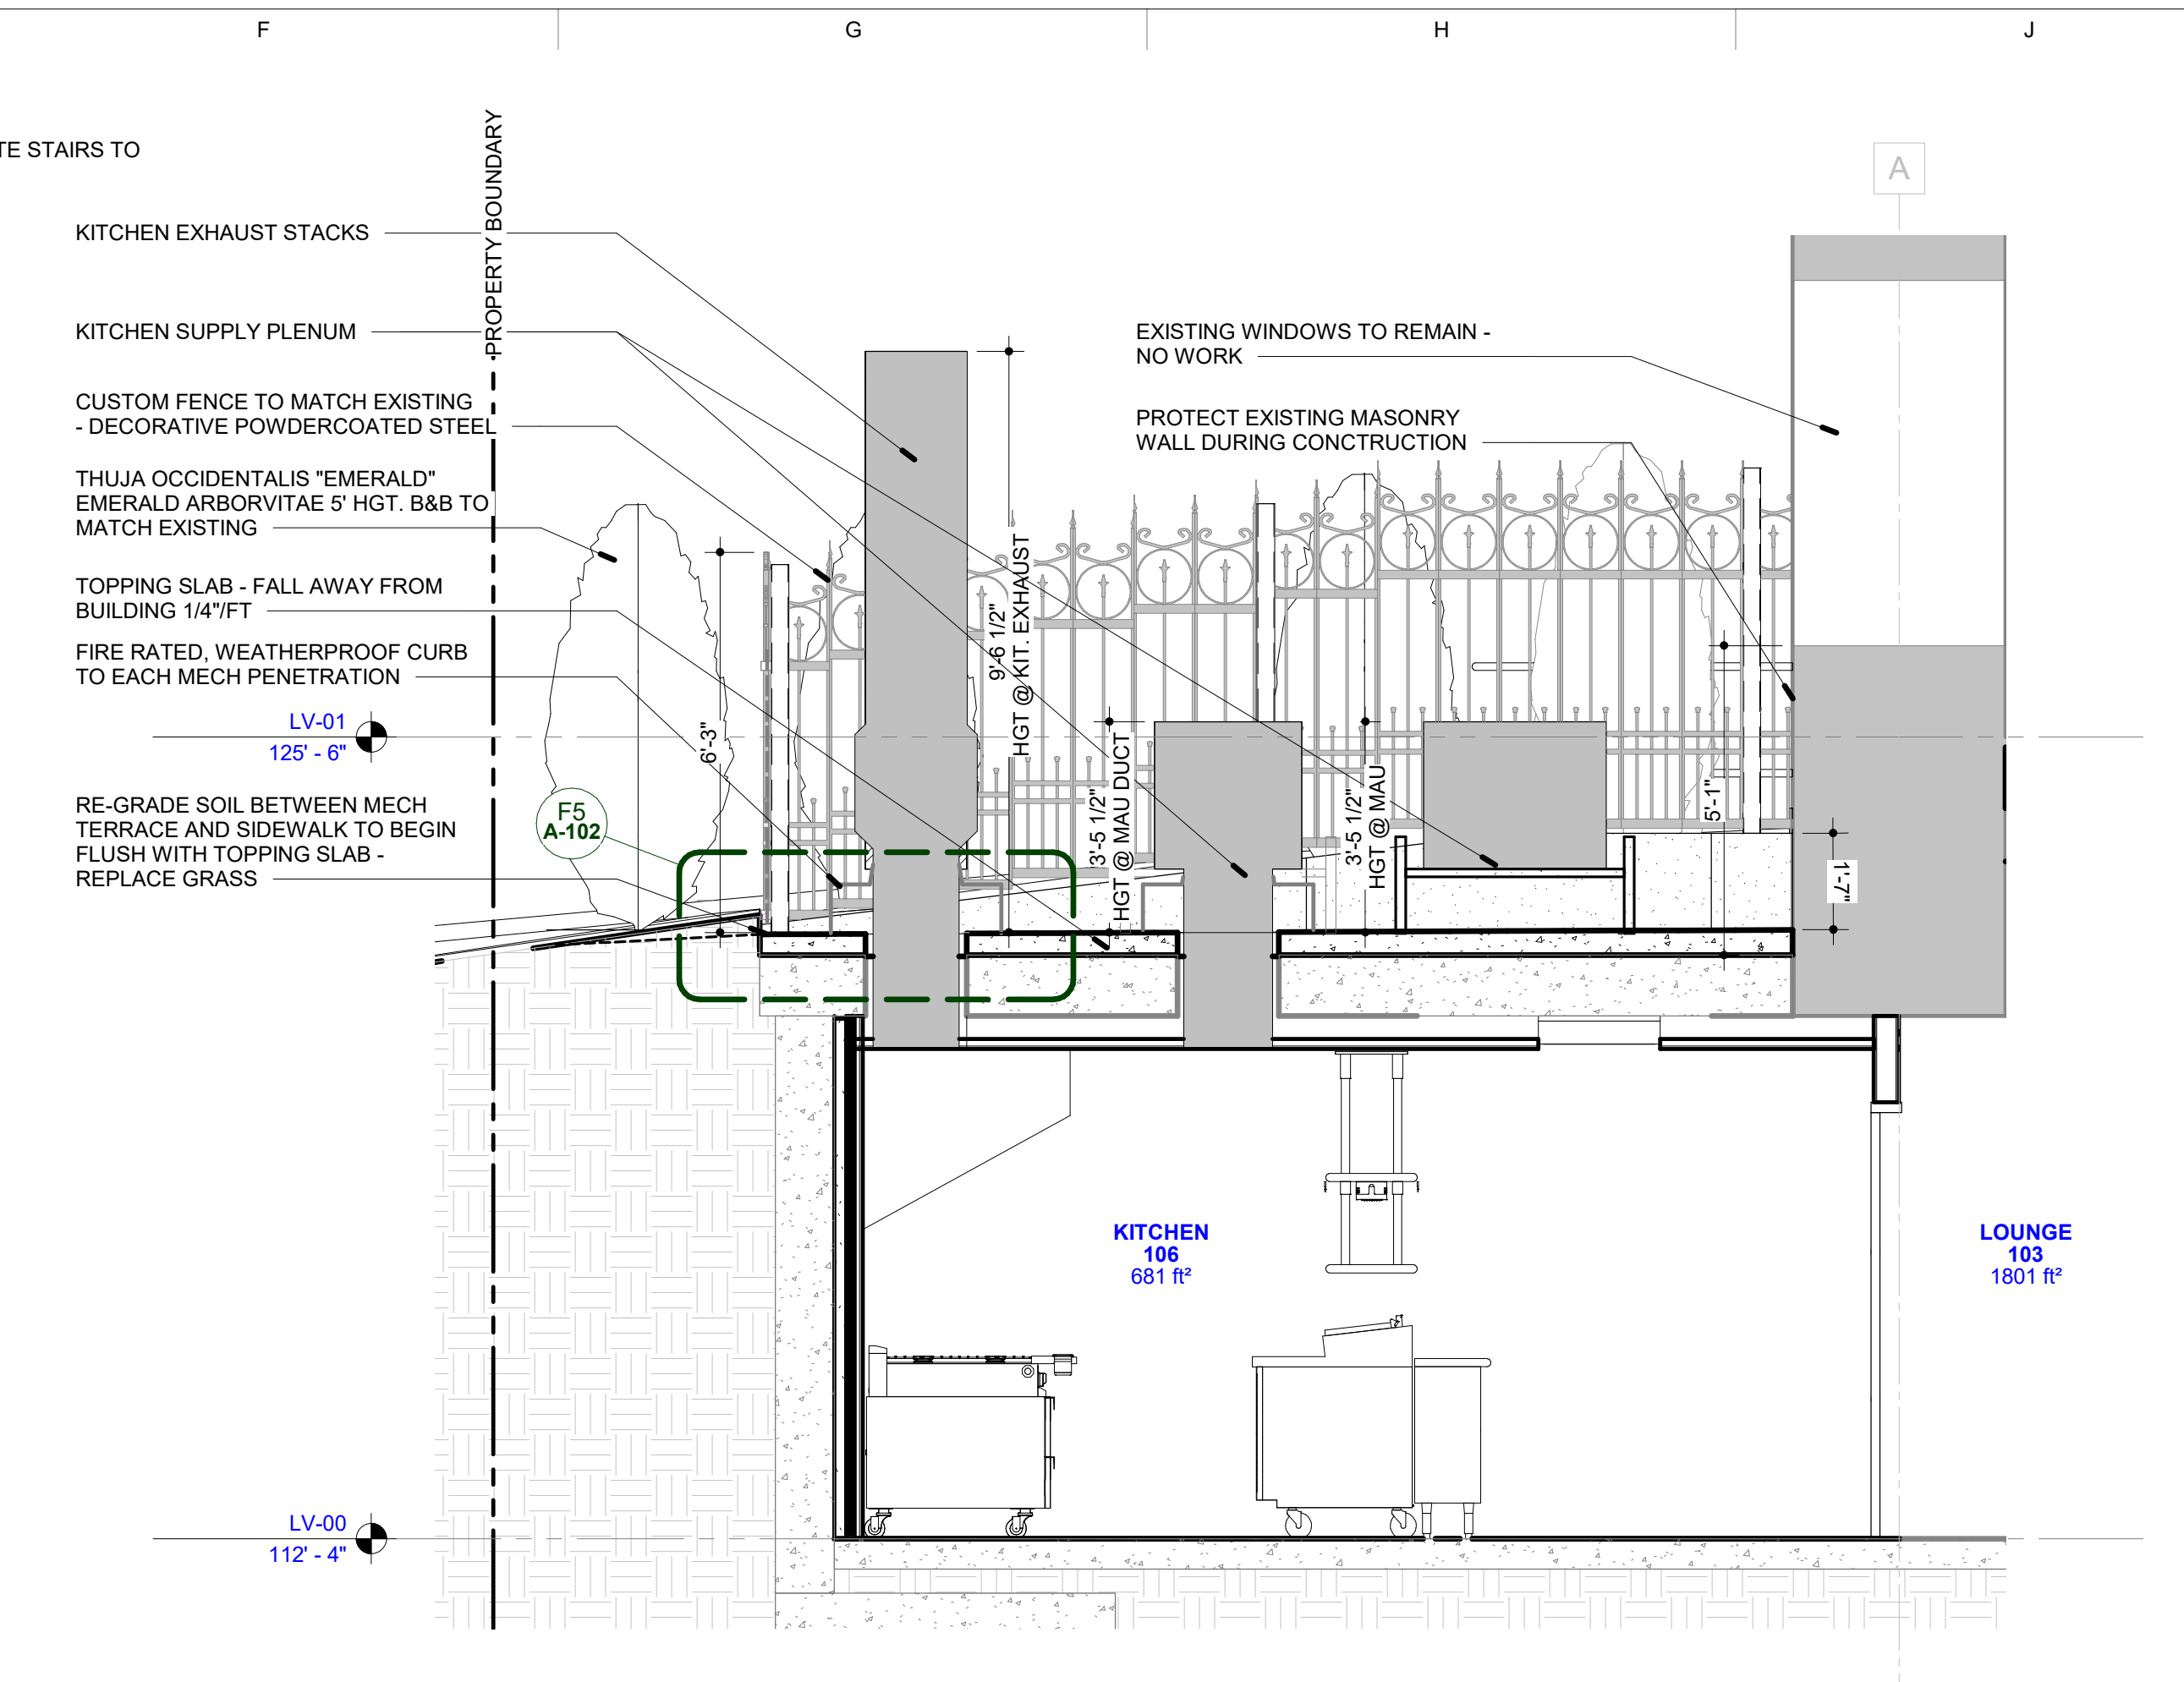 F
G
H
J
TE STAIRS TO
PROPERTY BOUNDARY
A
KITCHEN EXHAUST STACKS
KITCHEN SUPPLY PLENUM
CUSTOM FENCE TO MATCH EXISTING
- DECORATIVE POWDERCOATED STEEL
THUJA OCCIDENTALIS "EMERALD"
EMERALD ARBORVITAE 5' HGT. B&B TO
MATCH EXISTING
TOPPING SLAB - FALL AWAY FROM
BUILDING 1/4"/FT
FIRE RATED, WEATHERPROOF CURB
TO EACH MECH PENETRATION
LV-01
125' - 6"
RE-GRADE SOIL BETWEEN MECH
TERRACE AND SIDEWALK TO BEGIN
FLUSH WITH TOPPING SLAB -
REPLACE GRASS
F5
A-102
EXISTING WINDOWS TO REMAIN -
NO WORK
PROTECT EXISTING MASONRY
WALL DURING CONCTRUCTION
6'-3"
9'-6 1/2"
HGT @ KIT. EXHAUST
3'-5 1/2"
HGT @ MAU DUCT
3'-5 1/2"
HGT @ MAU
5'-1"
1'-7"
KITCHEN
106
681 ft²
LOUNGE
103
1801 ft²
LV-00
112' - 4"